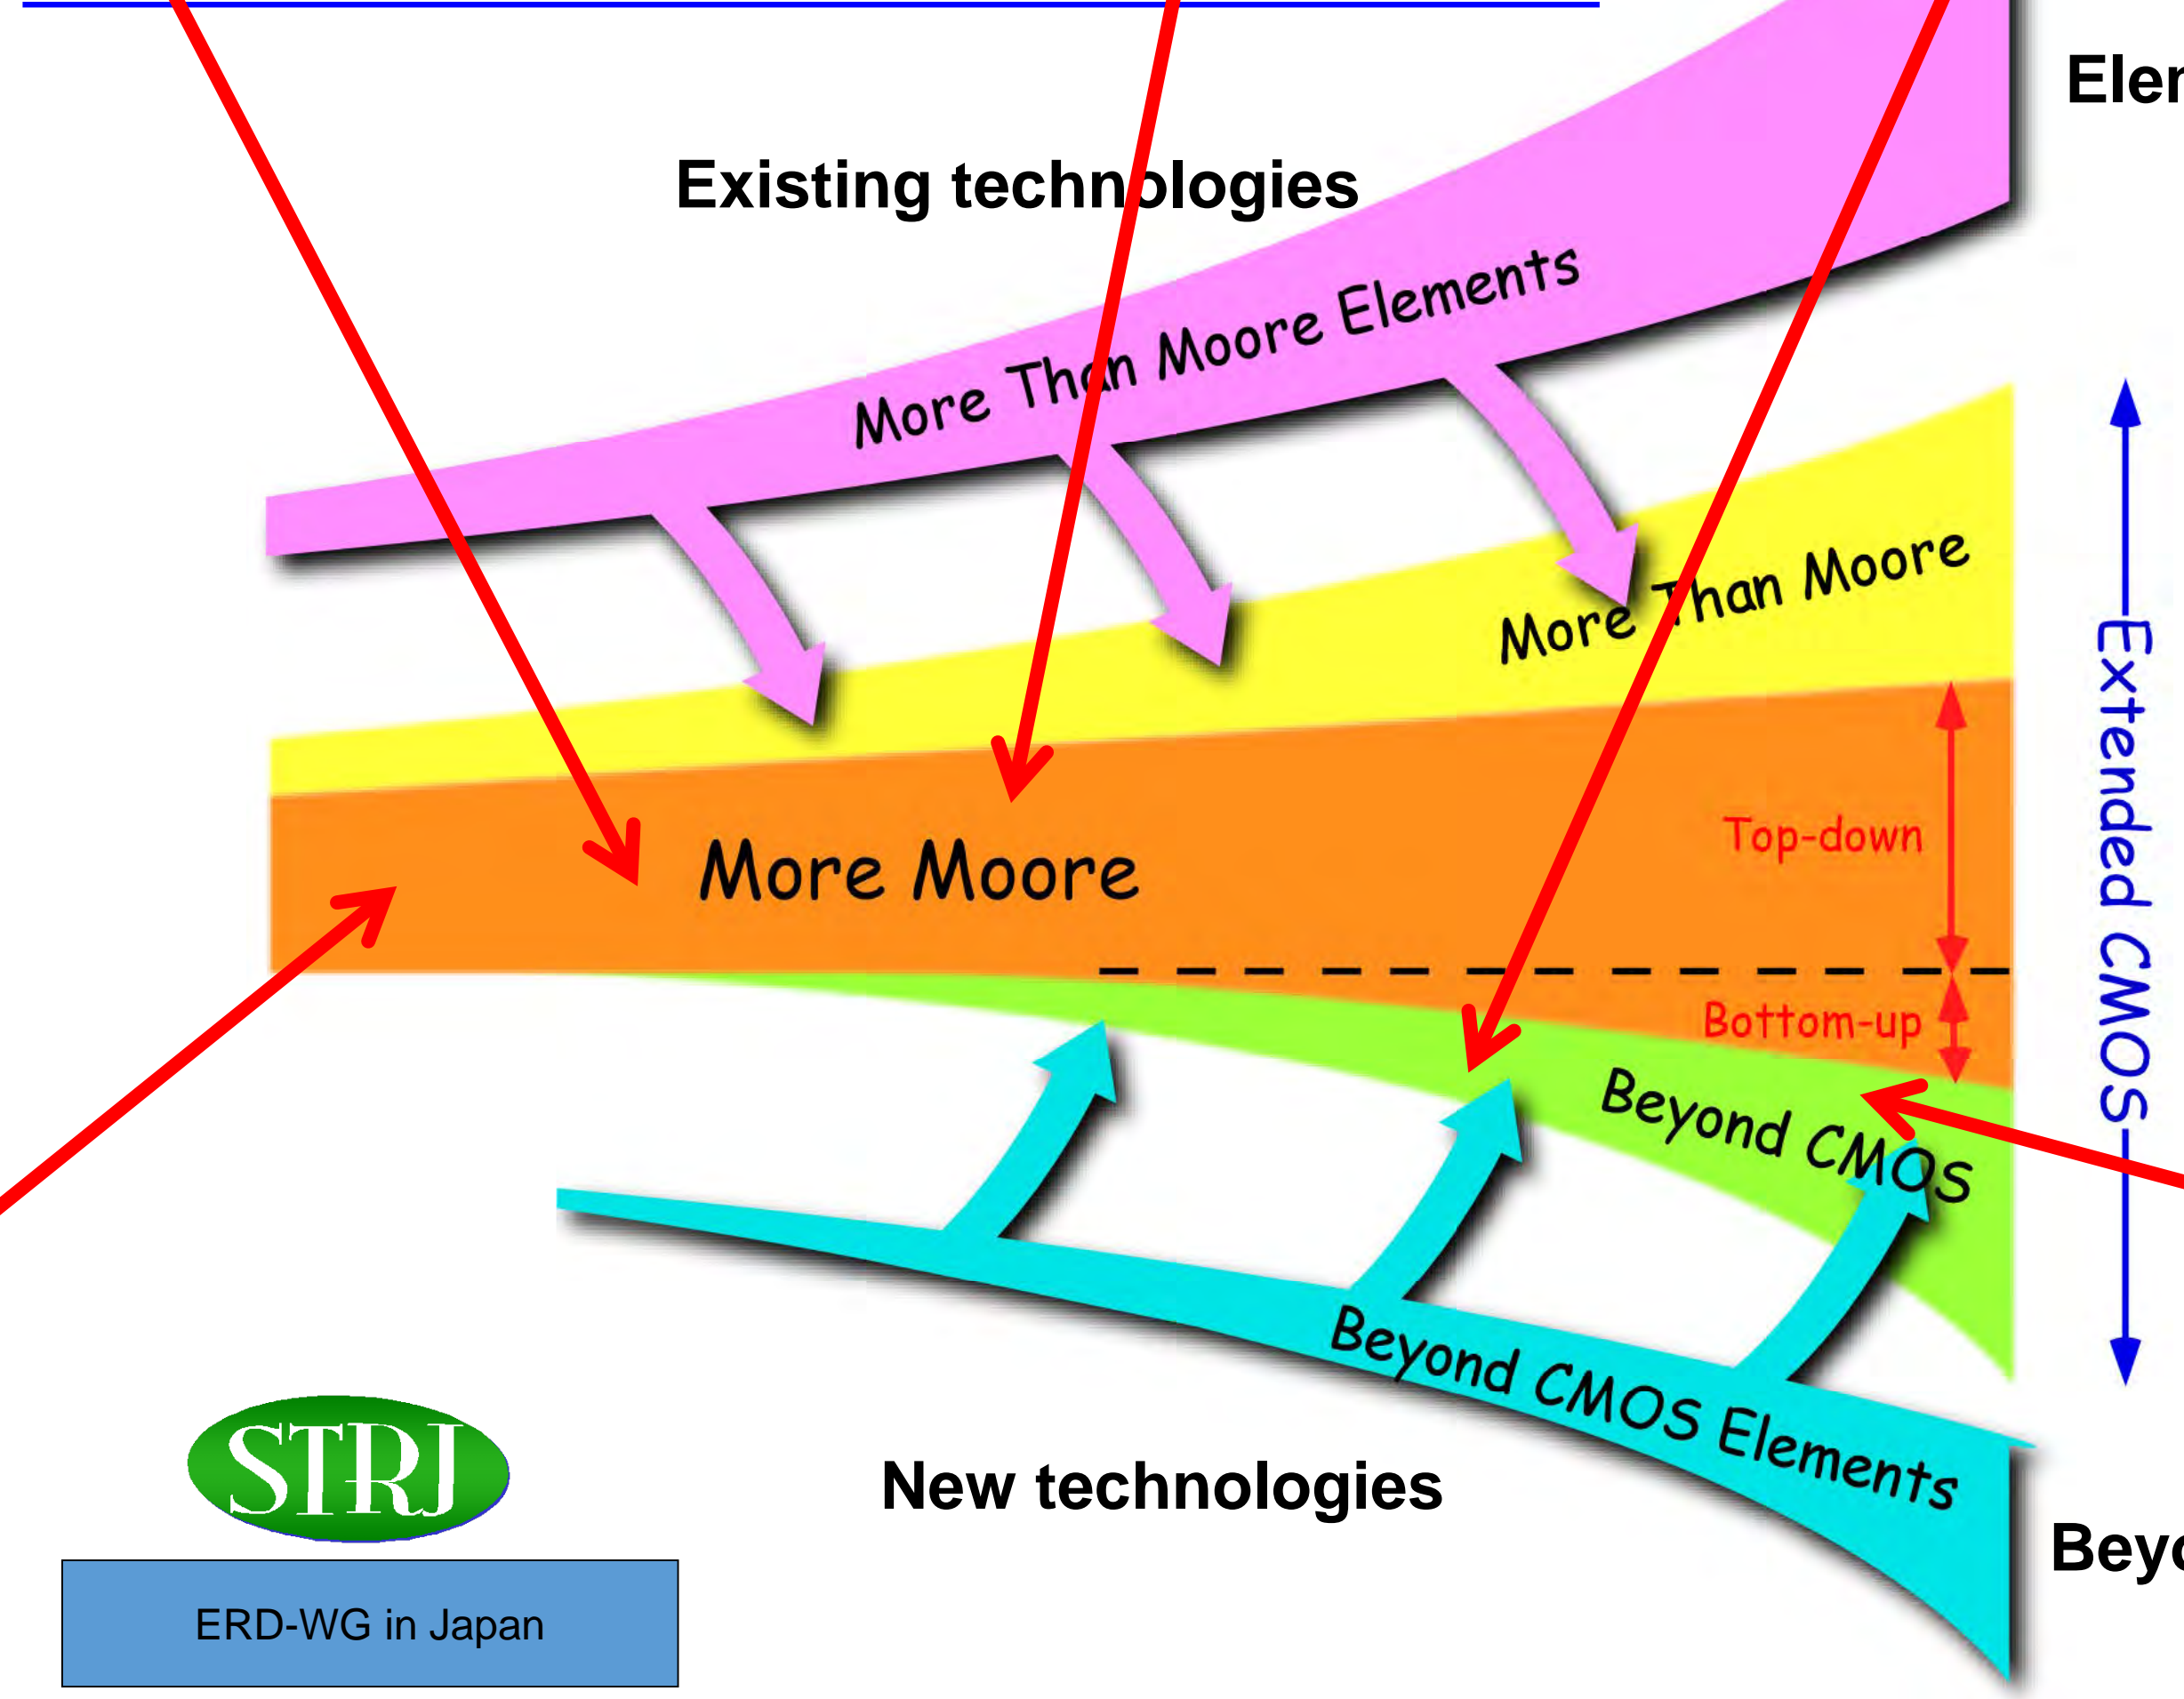 Existing technologies
More Than Moore Elements
More Than Moore
Extended CMOS
Top-down
More Moore
Bottom-up
Beyond CMOS
Beyond CMOS Elements
STRJ
New technologies
ERD-WG in Japan